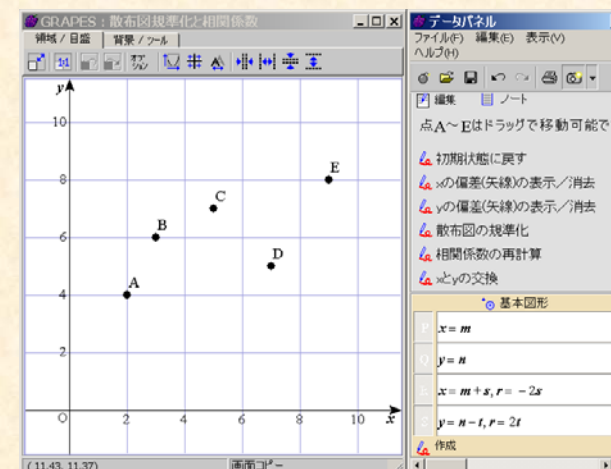 GRAPES : 散布図規準化と相関係数
領域 / 目盛 背景 / ツール
y
10
8
6
4
2
O 2 4 6 8 10 x
A
B
C
D
E
( 11.43, 11.37) 画面コピー
データパネル
ファイル(F) 編集(E) 表示(V)
ヘルプ(H)
編集 ノート
点A～Eはドラッグで移動可能で
初期状態に戻す
xの偏差(矢線)の表示／消去
yの偏差(矢線)の表示／消去
散布図の規準化
相関係数の再計算
xとyの交換
基本図形
P x = m
Q y = n
R x = m + s, r = − 2s
S y = n − t, r = 2t
作成